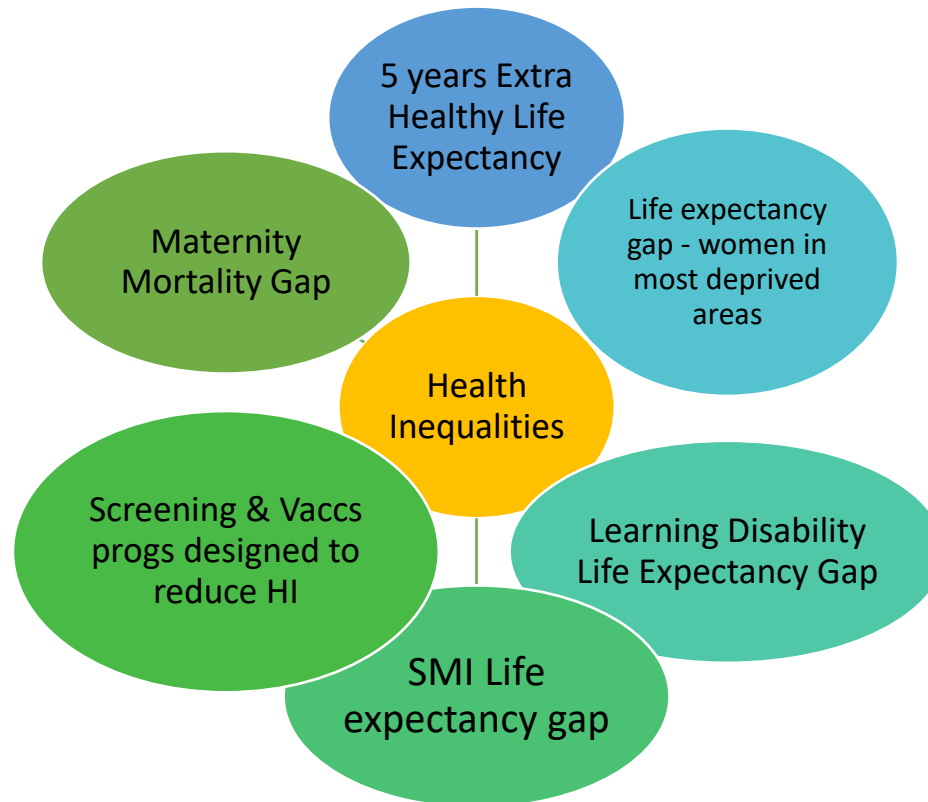 5 years Extra
Healthy Life
Expectancy
Life expectancy
gap - women in
most deprived
areas
Learning Disability
Life Expectancy Gap
SMI Life
expectancy gap
Screening & Vaccs
progs designed to
reduce HI
Maternity
Mortality Gap
Health
Inequalities